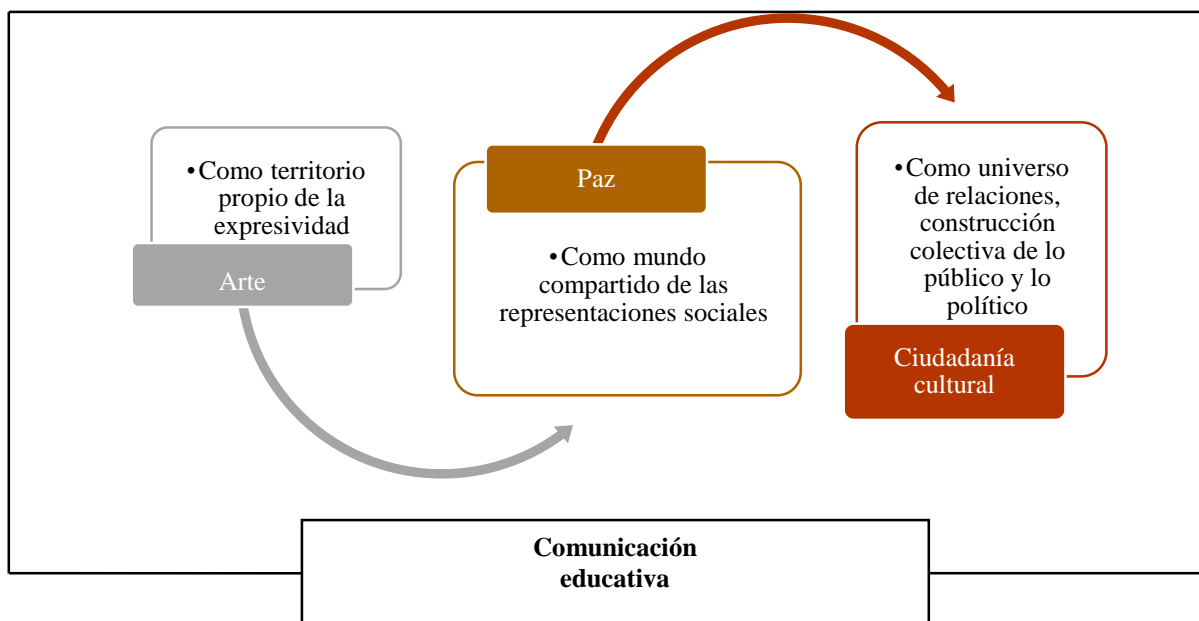 •Como territorio
propio de la
expresividad
Arte
Paz
•Como mundo
compartido de las
representaciones sociales
•Como universo
de relaciones,
construcción
colectiva de lo
público y lo
político
Ciudadanía
cultural
Comunicación
educativa